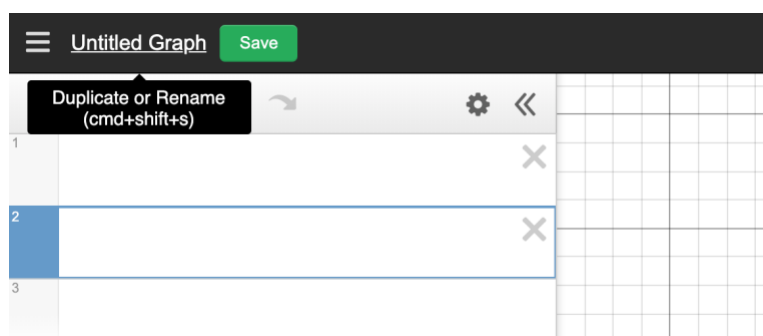 Untitled Graph Save
Duplicate or Rename
(cmd+shift+s)
1
2
3